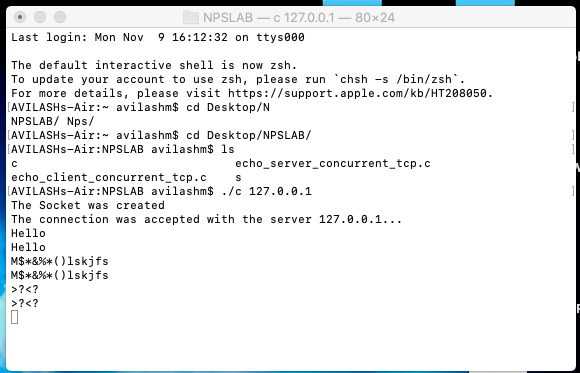 NPSLAB — c 127.0.0.1 — 80×24
Last login: Mon Nov  9 16:12:32 on ttys000

The default interactive shell is now zsh.
To update your account to use zsh, please run `chsh -s /bin/zsh`.
For more details, please visit https://support.apple.com/kb/HT208050.
[AVILASHs-Air:~ avilashm$ cd Desktop/N ]
NPSLAB/ Nps/
[AVILASHs-Air:~ avilashm$ cd Desktop/NPSLAB/ ]
[AVILASHs-Air:NPSLAB avilashm$ ls ]
c echo_server_concurrent_tcp.c
echo_client_concurrent_tcp.c s
[AVILASHs-Air:NPSLAB avilashm$ ./c 127.0.0.1 ]
The Socket was created
The connection was accepted with the server 127.0.0.1...
Hello
Hello
M$*&%*()lskjfs
M$*&%*()lskjfs
>?<?
>?<?